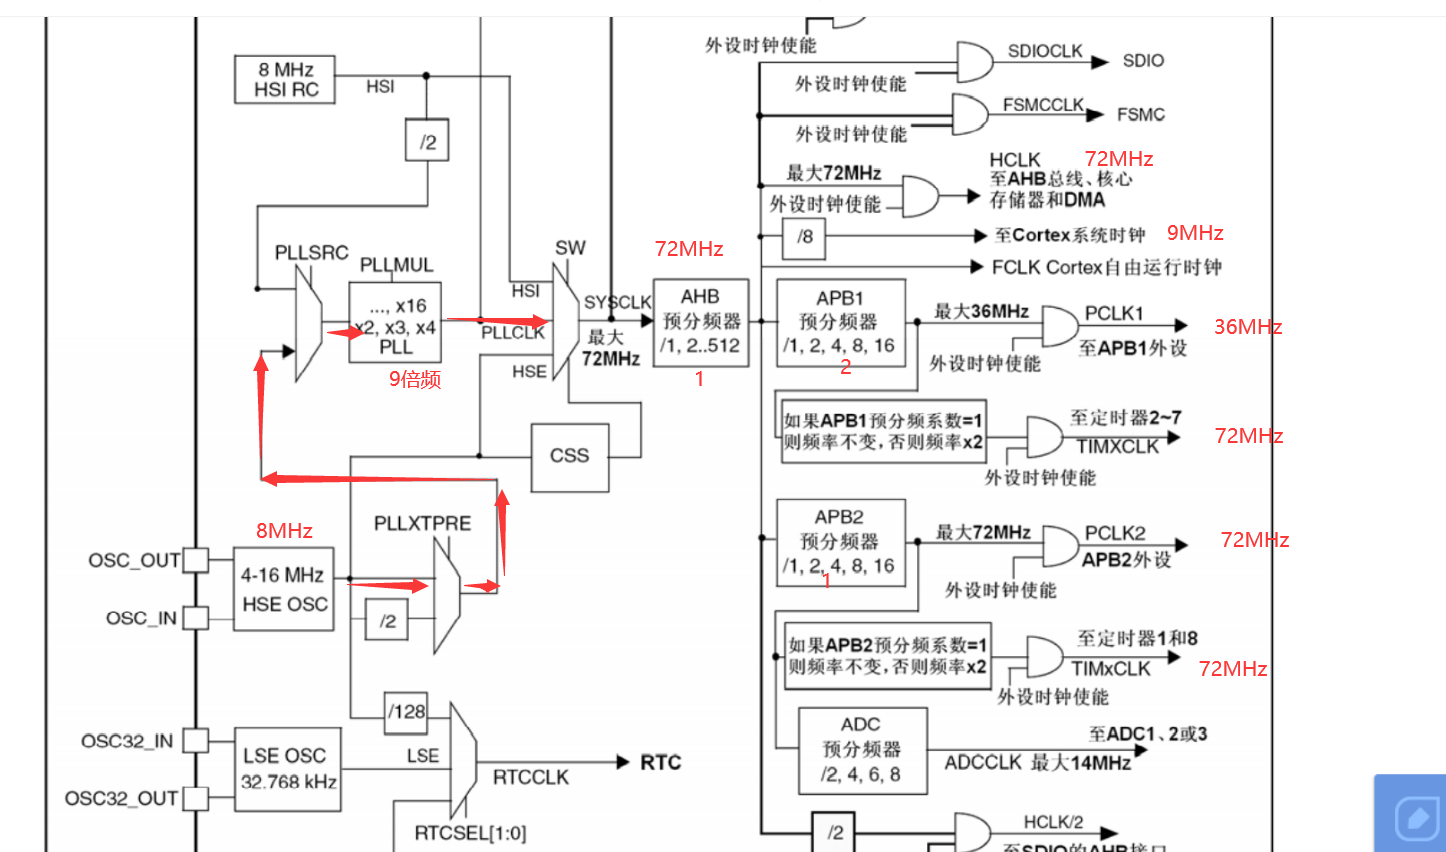 外设时钟使能
8 MHz
HSI RC
HSI
/2
SDIOCLK
SDIO
外设时钟使能
FSMCCLK
FSMC
外设时钟使能
HCLK
72MHz
至AHB总线、核心
存储器和DMA
最大72MHz
外设时钟使能
/8
至Cortex系统时钟
9MHz
FCLK Cortex自由运行时钟
PLLSRC
PLLMUL
..., x16
x2, x3, x4
PLL
9倍频
SW
HSI
PLLCLK
HSE
SYSCLK
最大
72MHz
72MHz
AHB
预分频器
/1, 2..512
1
APB1
预分频器
/1, 2, 4, 8, 16
2
最大36MHz
外设时钟使能
PCLK1
至APB1外设
36MHz
如果APB1预分频系数=1
则频率不变，否则频率x2
至定时器2~7
TIMXCLK
72MHz
外设时钟使能
CSS
8MHz
PLLXTPRE
OSC_OUT
OSC_IN
4-16 MHz
HSE OSC
/2
APB2
预分频器
/1, 2, 4, 8, 16
1
最大72MHz
外设时钟使能
PCLK2
APB2外设
72MHz
如果APB2预分频系数=1
则频率不变，否则频率x2
至定时器1和8
TIMxCLK
72MHz
外设时钟使能
/128
OSC32_IN
OSC32_OUT
LSE OSC
32.768 kHz
LSE
RTCCLK
RTC
RTCSEL[1:0]
ADC
预分频器
/2, 4, 6, 8
至ADC1、2或3
ADCCLK 最大14MHz
/2
HCLK/2
至SDIO的AHB接口